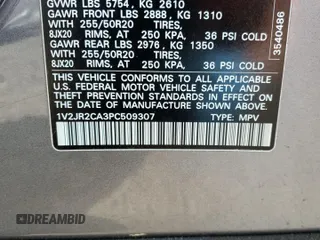 GVWR LBS 5754, KG 2610
GAWR FRONT LBS 2888, KG 1310
WITH 255/50R20 TIRES,
8JX20 RIMS, AT 250 KPA, 36 PSI COLD
GAWR REAR LBS 2976, KG 1350
WITH 255/50R20 TIRES,
8JX20 RIMS, AT 250 KPA, 36 PSI COLD
THIS VEHICLE CONFORMS TO ALL APPLICABLE
U.S. FEDERAL MOTOR VEHICLE SAFETY
STANDARDS IN EFFECT ON THE DATE OF
MANUFACTURE SHOWN ABOVE.
1V2JR2CA3PC509307 TYPE: MPV
3540486
DREAMBID